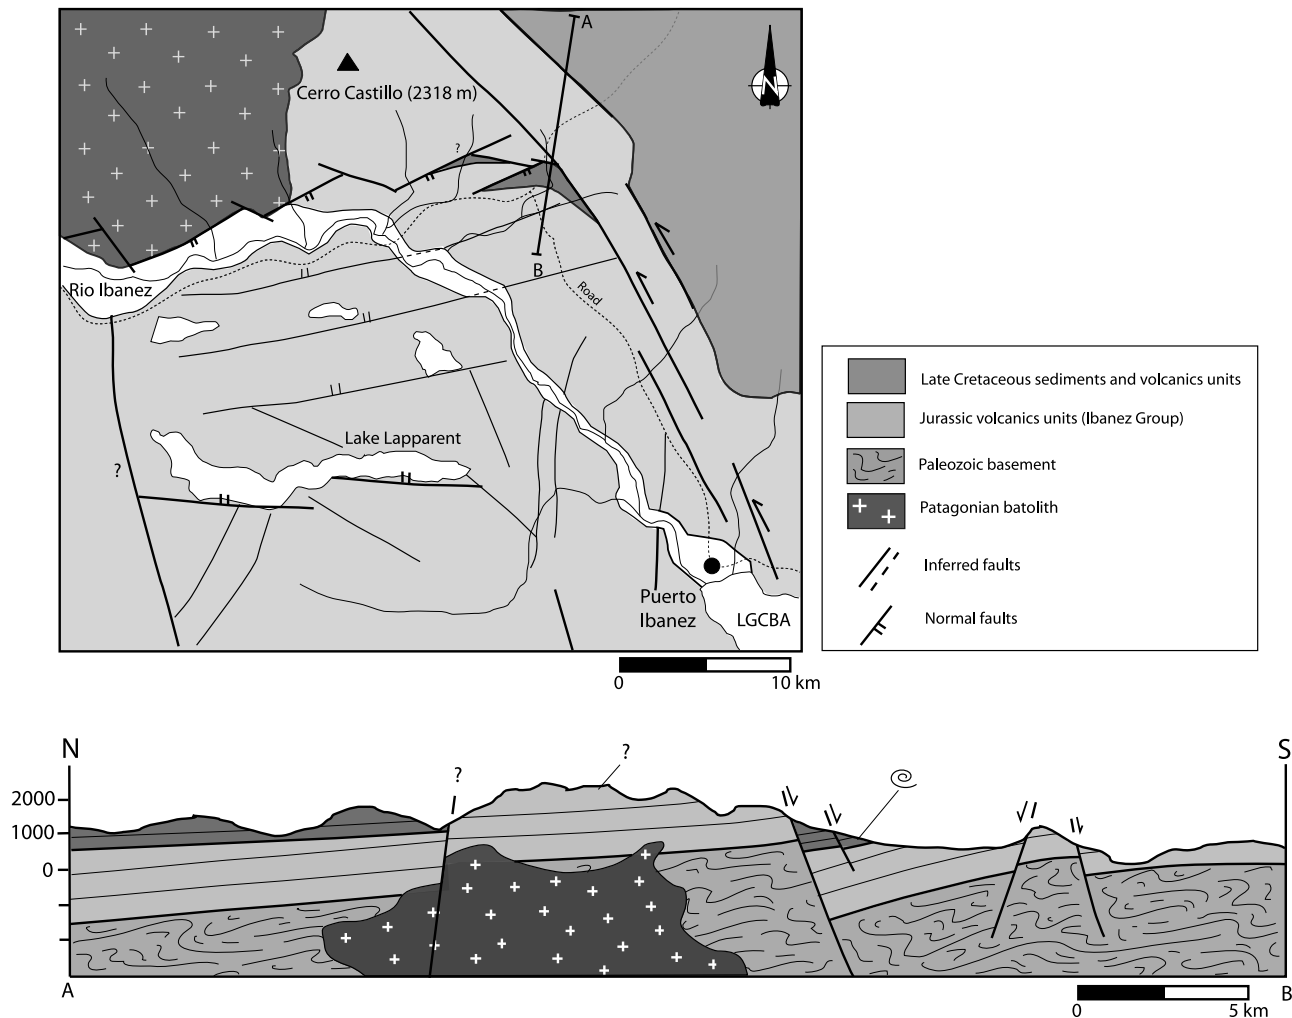 A
N
Cerro Castillo (2318 m)
?
B
Rio Ibanez
Road
Lake Lapparent
?
Puerto
Ibanez
LGCBA
0 10 km
Late Cretaceous sediments and volcanics units
Jurassic volcanics units (Ibanez Group)
Paleozoic basement
Patagonian batolith
Inferred faults
Normal faults
N
S
?
?
2000
1000
0
A
B
0 5 km